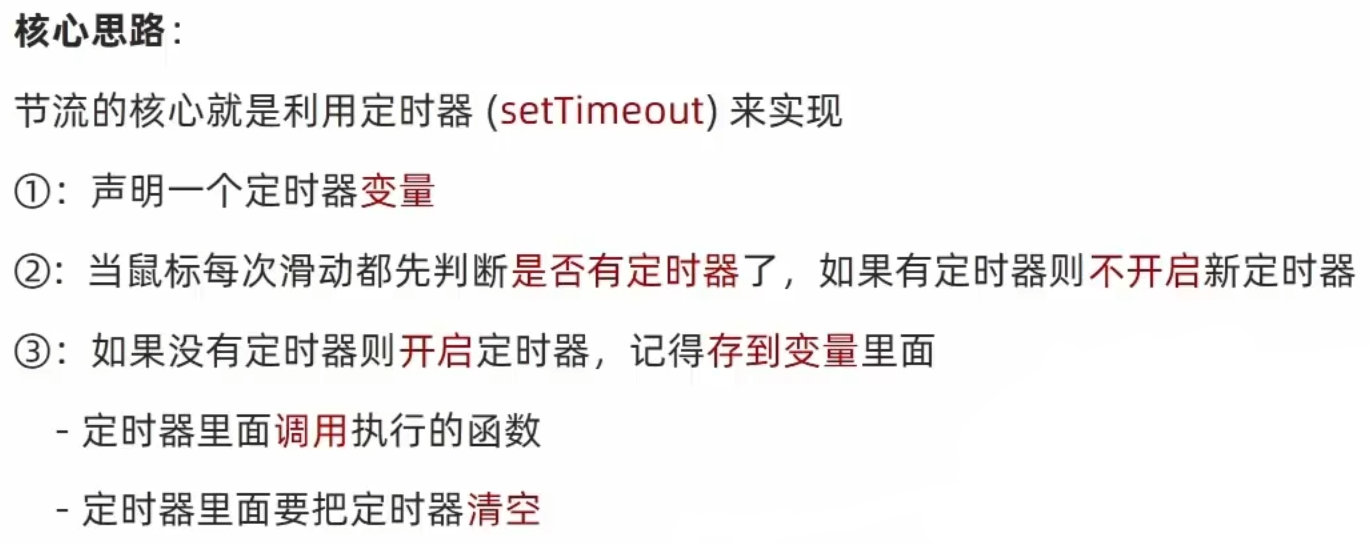 核心思路：
节流的核心就是利用定时器 (setTimeout) 来实现
①：声明一个定时器变量
②：当鼠标每次滑动都先判断是否有定时器了，如果有定时器则不开启新定时器
③：如果没有定时器则开启定时器，记得存到变量里面
- 定时器里面调用执行的函数
- 定时器里面要把定时器清空